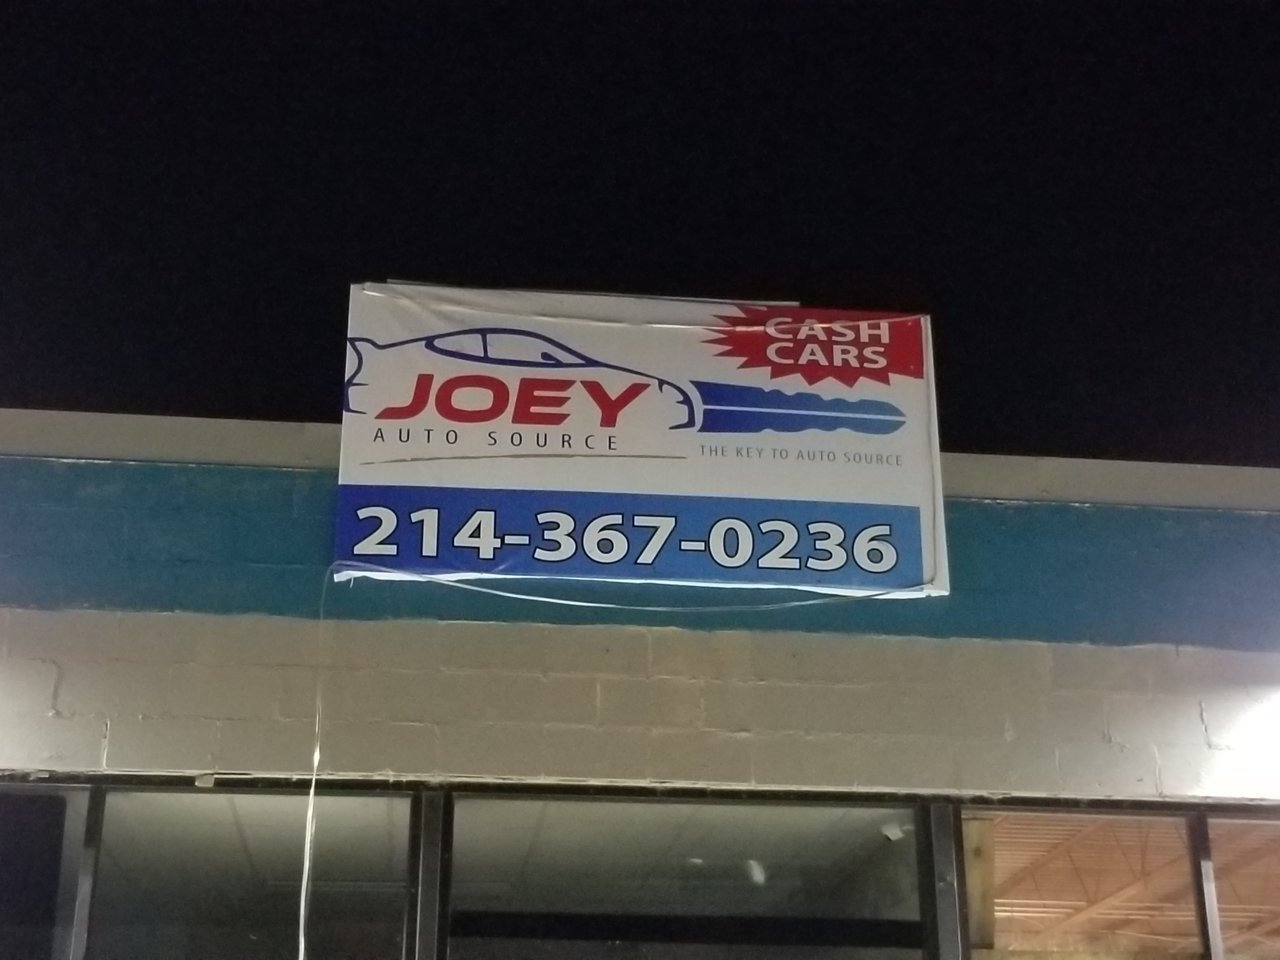 CASH
CARS
JOEY
AUTO SOURCE
THE KEY TO AUTO SOURCE
214-367-0236